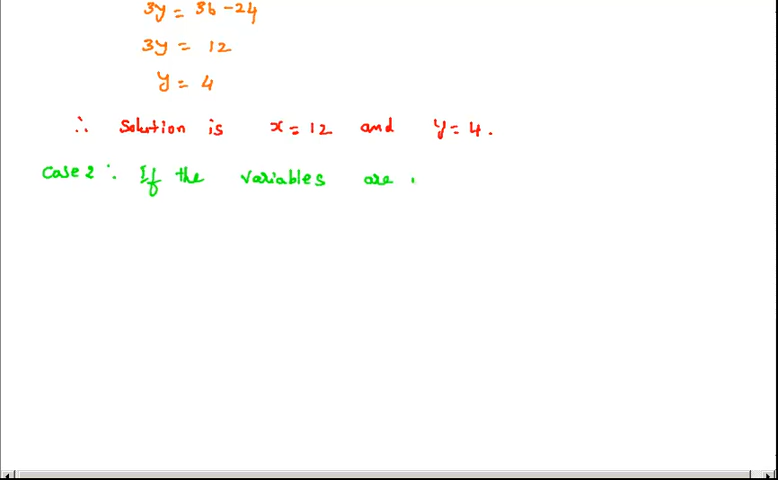 3y = 36 - 24
3y = 12
y = 4
∴ Solution is x = 12 and y = 4.
Case 2 : If the variables are